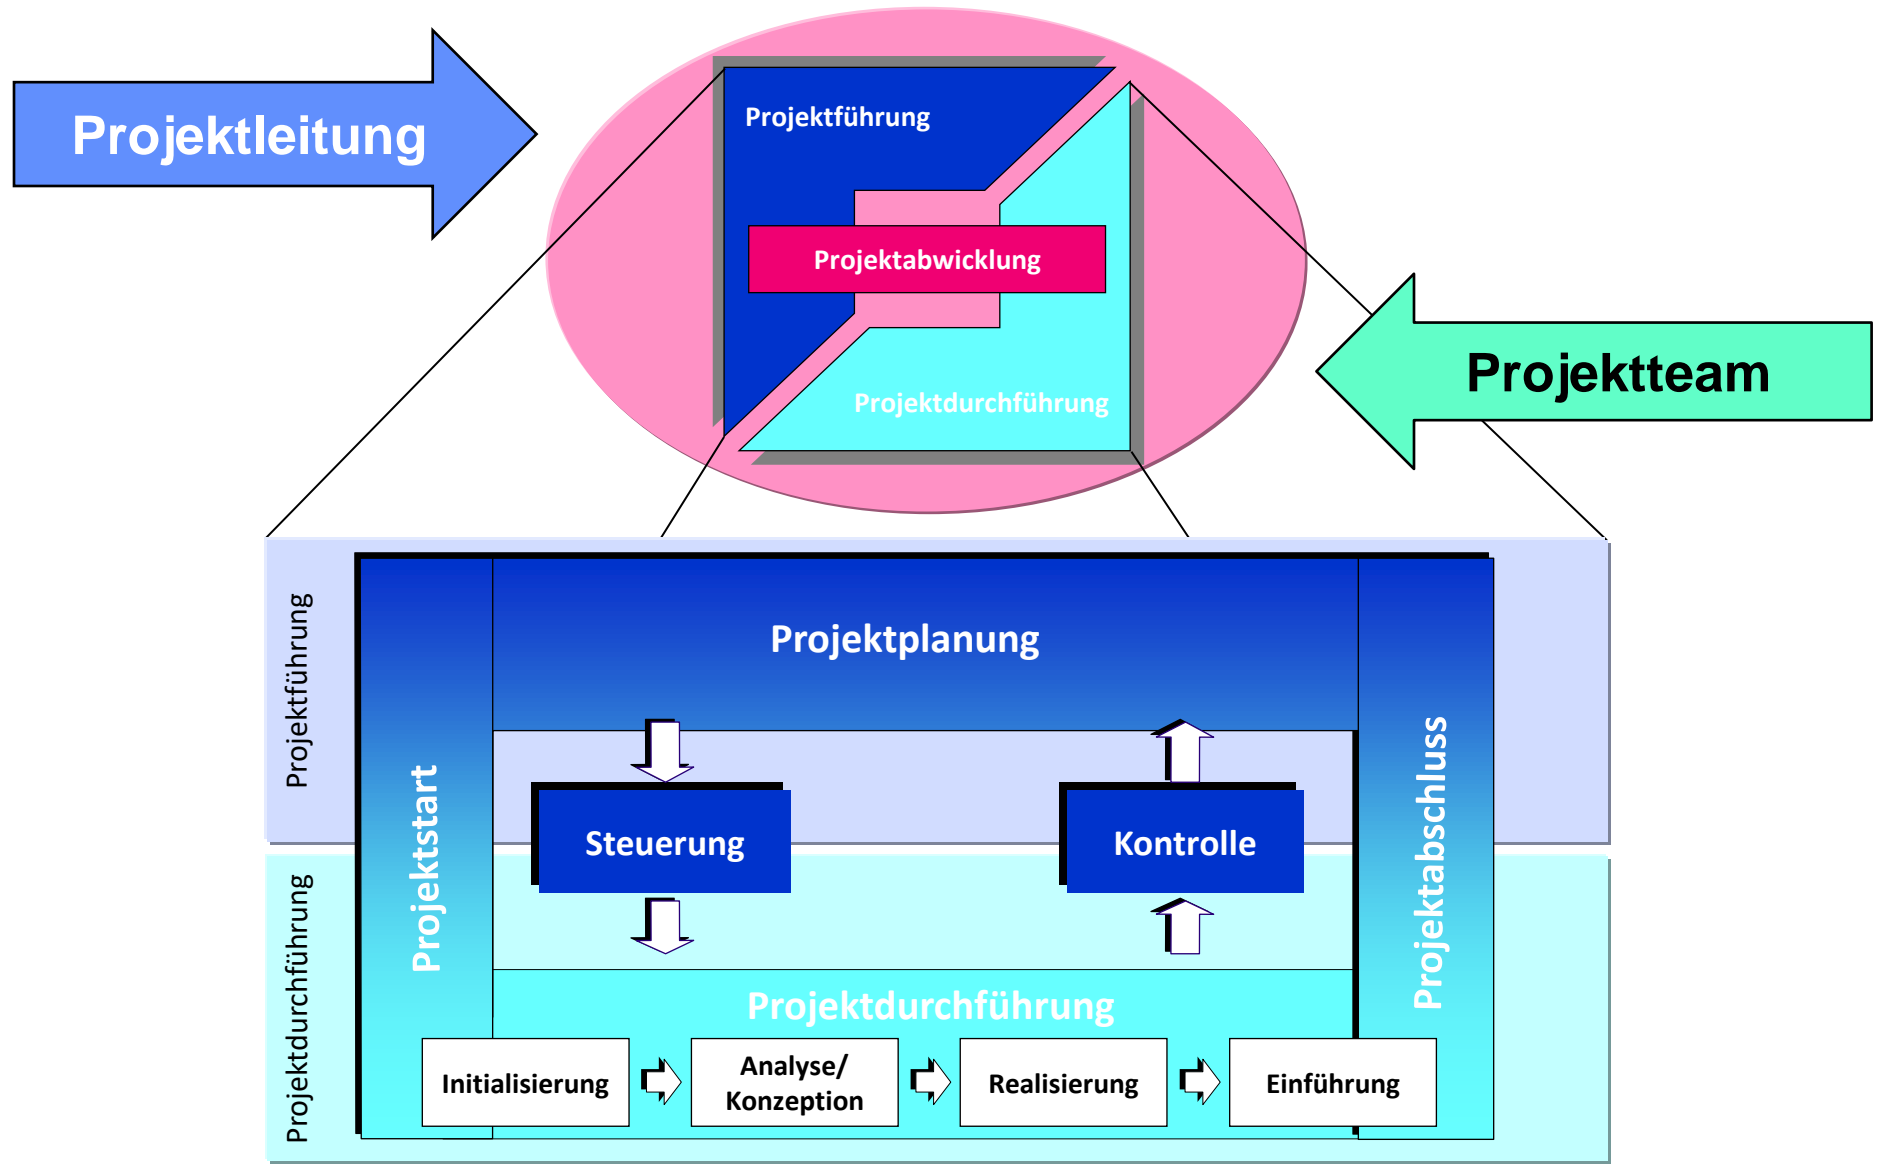 Projektleitung
Projektführung
Projektabwicklung
Projektteam
Projektdurchführung
Projektführung
Projektplanung
Projektstart
Steuerung
Kontrolle
Projektabschluss
Projektdurchführung
Projektdurchführung
Initialisierung
Analyse/
Konzeption
Realisierung
Einführung